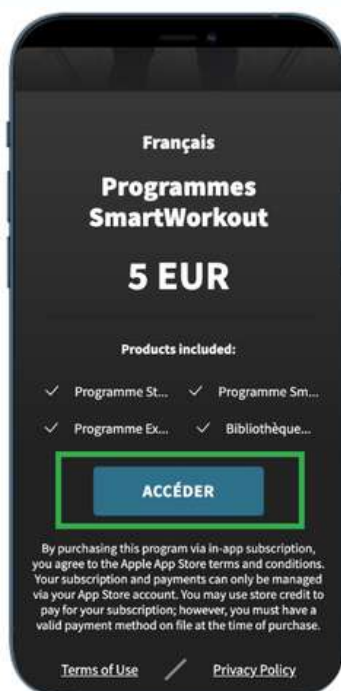 Français
Programmes
SmartWorkout
5 EUR
Products included:
✓ Programme St... ✓ Programme Sm...
✓ Programme Ex... ✓ Bibliothèque...
ACCÉDER
By purchasing this program via in-app subscription,
you agree to the Apple App Store terms and conditions.
Your subscription and payments can only be managed
via your App Store account. You may use store credit to
pay for your subscription; however, you must have a
valid payment method on file at the time of purchase.
Terms of Use / Privacy Policy